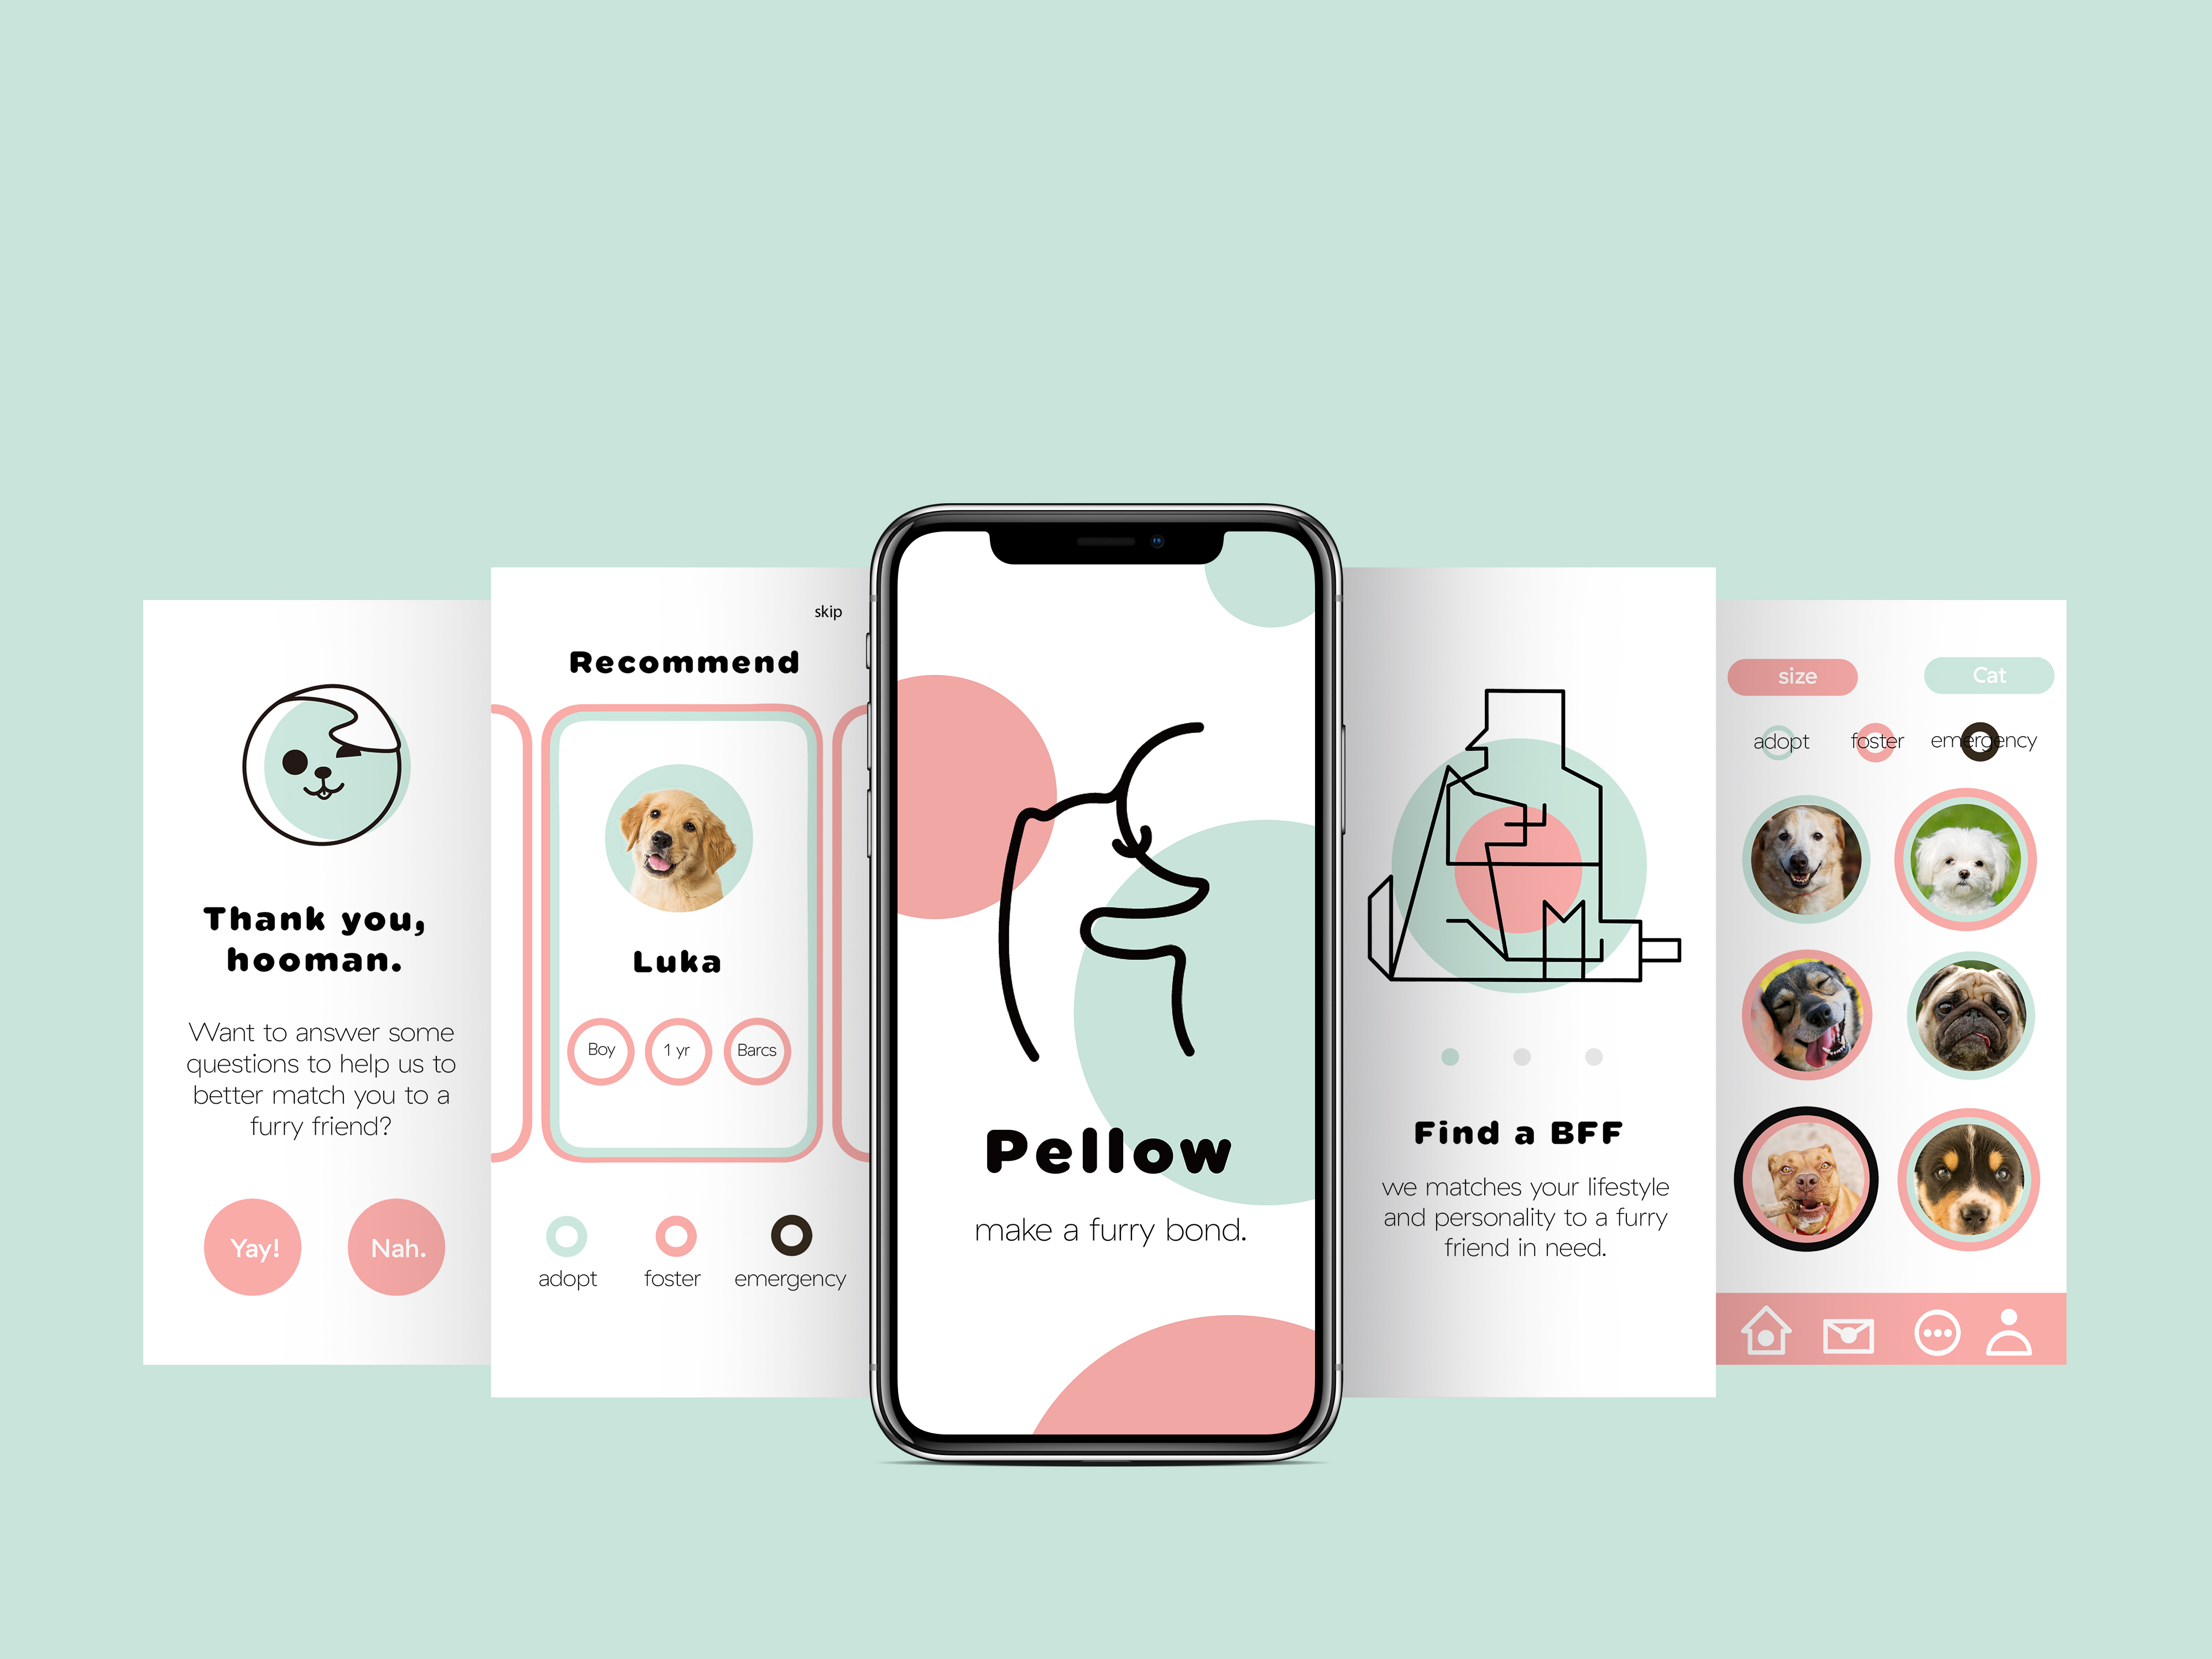 Thank you,
hooman.
Want to answer some
questions to help us to
better match you to a
furry friend?
Yay!
Nah.
skip
Recommend
Luka
Boy
1 yr
Barcs
adopt
foster
emergency
Pellow
make a furry bond.
Find a BFF
we matches your lifestyle
and personality to a furry
friend in need.
size
Cat
adopt
foster
emergency